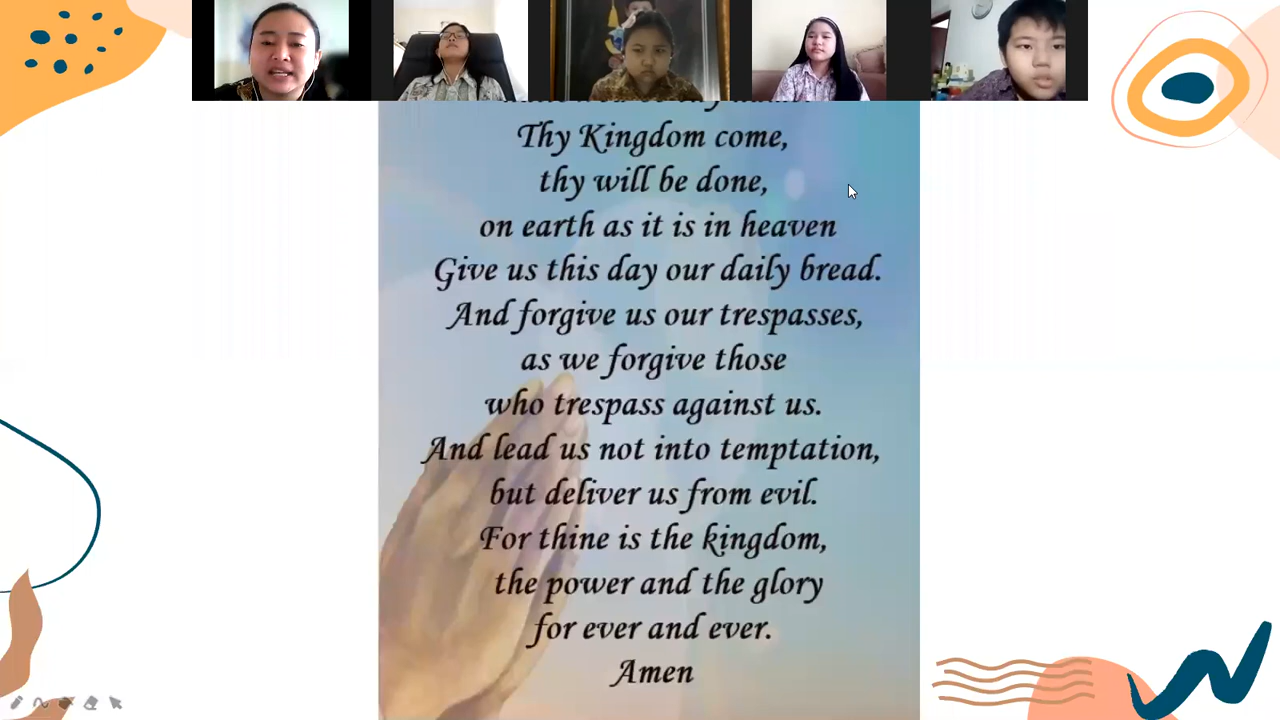 Thy Kingdom come,
thy will be done,
on earth as it is in heaven
Give us this day our daily bread.
And forgive us our trespasses,
as we forgive those
who trespass against us.
And lead us not into temptation,
but deliver us from evil.
For thine is the kingdom,
the power and the glory
for ever and ever.
Amen